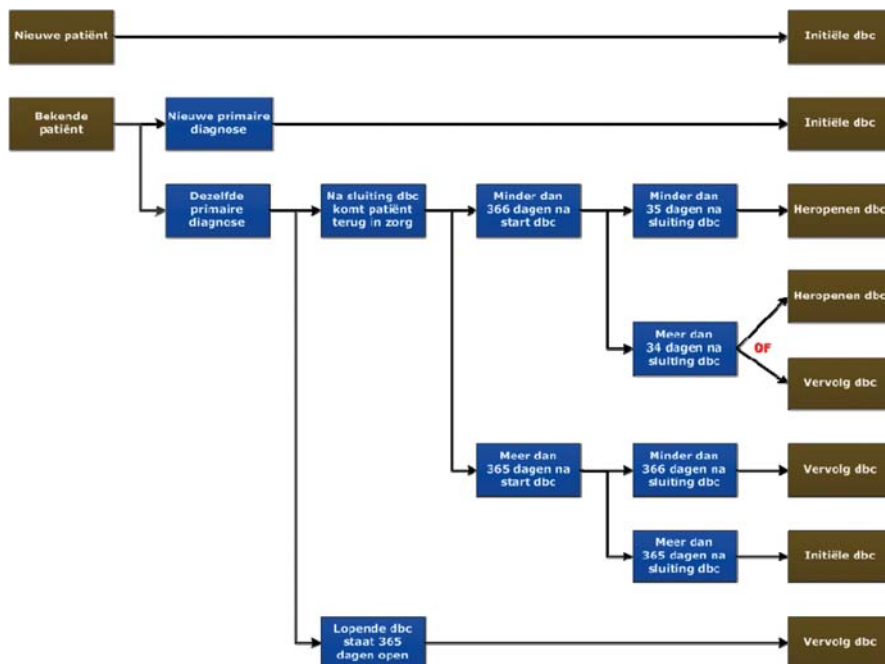 Nieuwe patiënt
Initiële dbc
Bekende
patiënt
Nieuwe primaire
diagnose
Initiële dbc
Dezelfde
primaire
diagnose
Na sluiting dbc
komt patiënt
terug in zorg
Minder dan
366 dagen na
start dbc
Minder dan
35 dagen na
sluiting dbc
Heropenen dbc
Meer dan
34 dagen na
sluiting dbc
OF
Heropenen dbc
Vervolg dbc
Meer dan
365 dagen na
start dbc
Minder dan
366 dagen na
sluiting dbc
Vervolg dbc
Meer dan
365 dagen na
sluiting dbc
Initiële dbc
Lopende dbc
staat 365
dagen open
Vervolg dbc